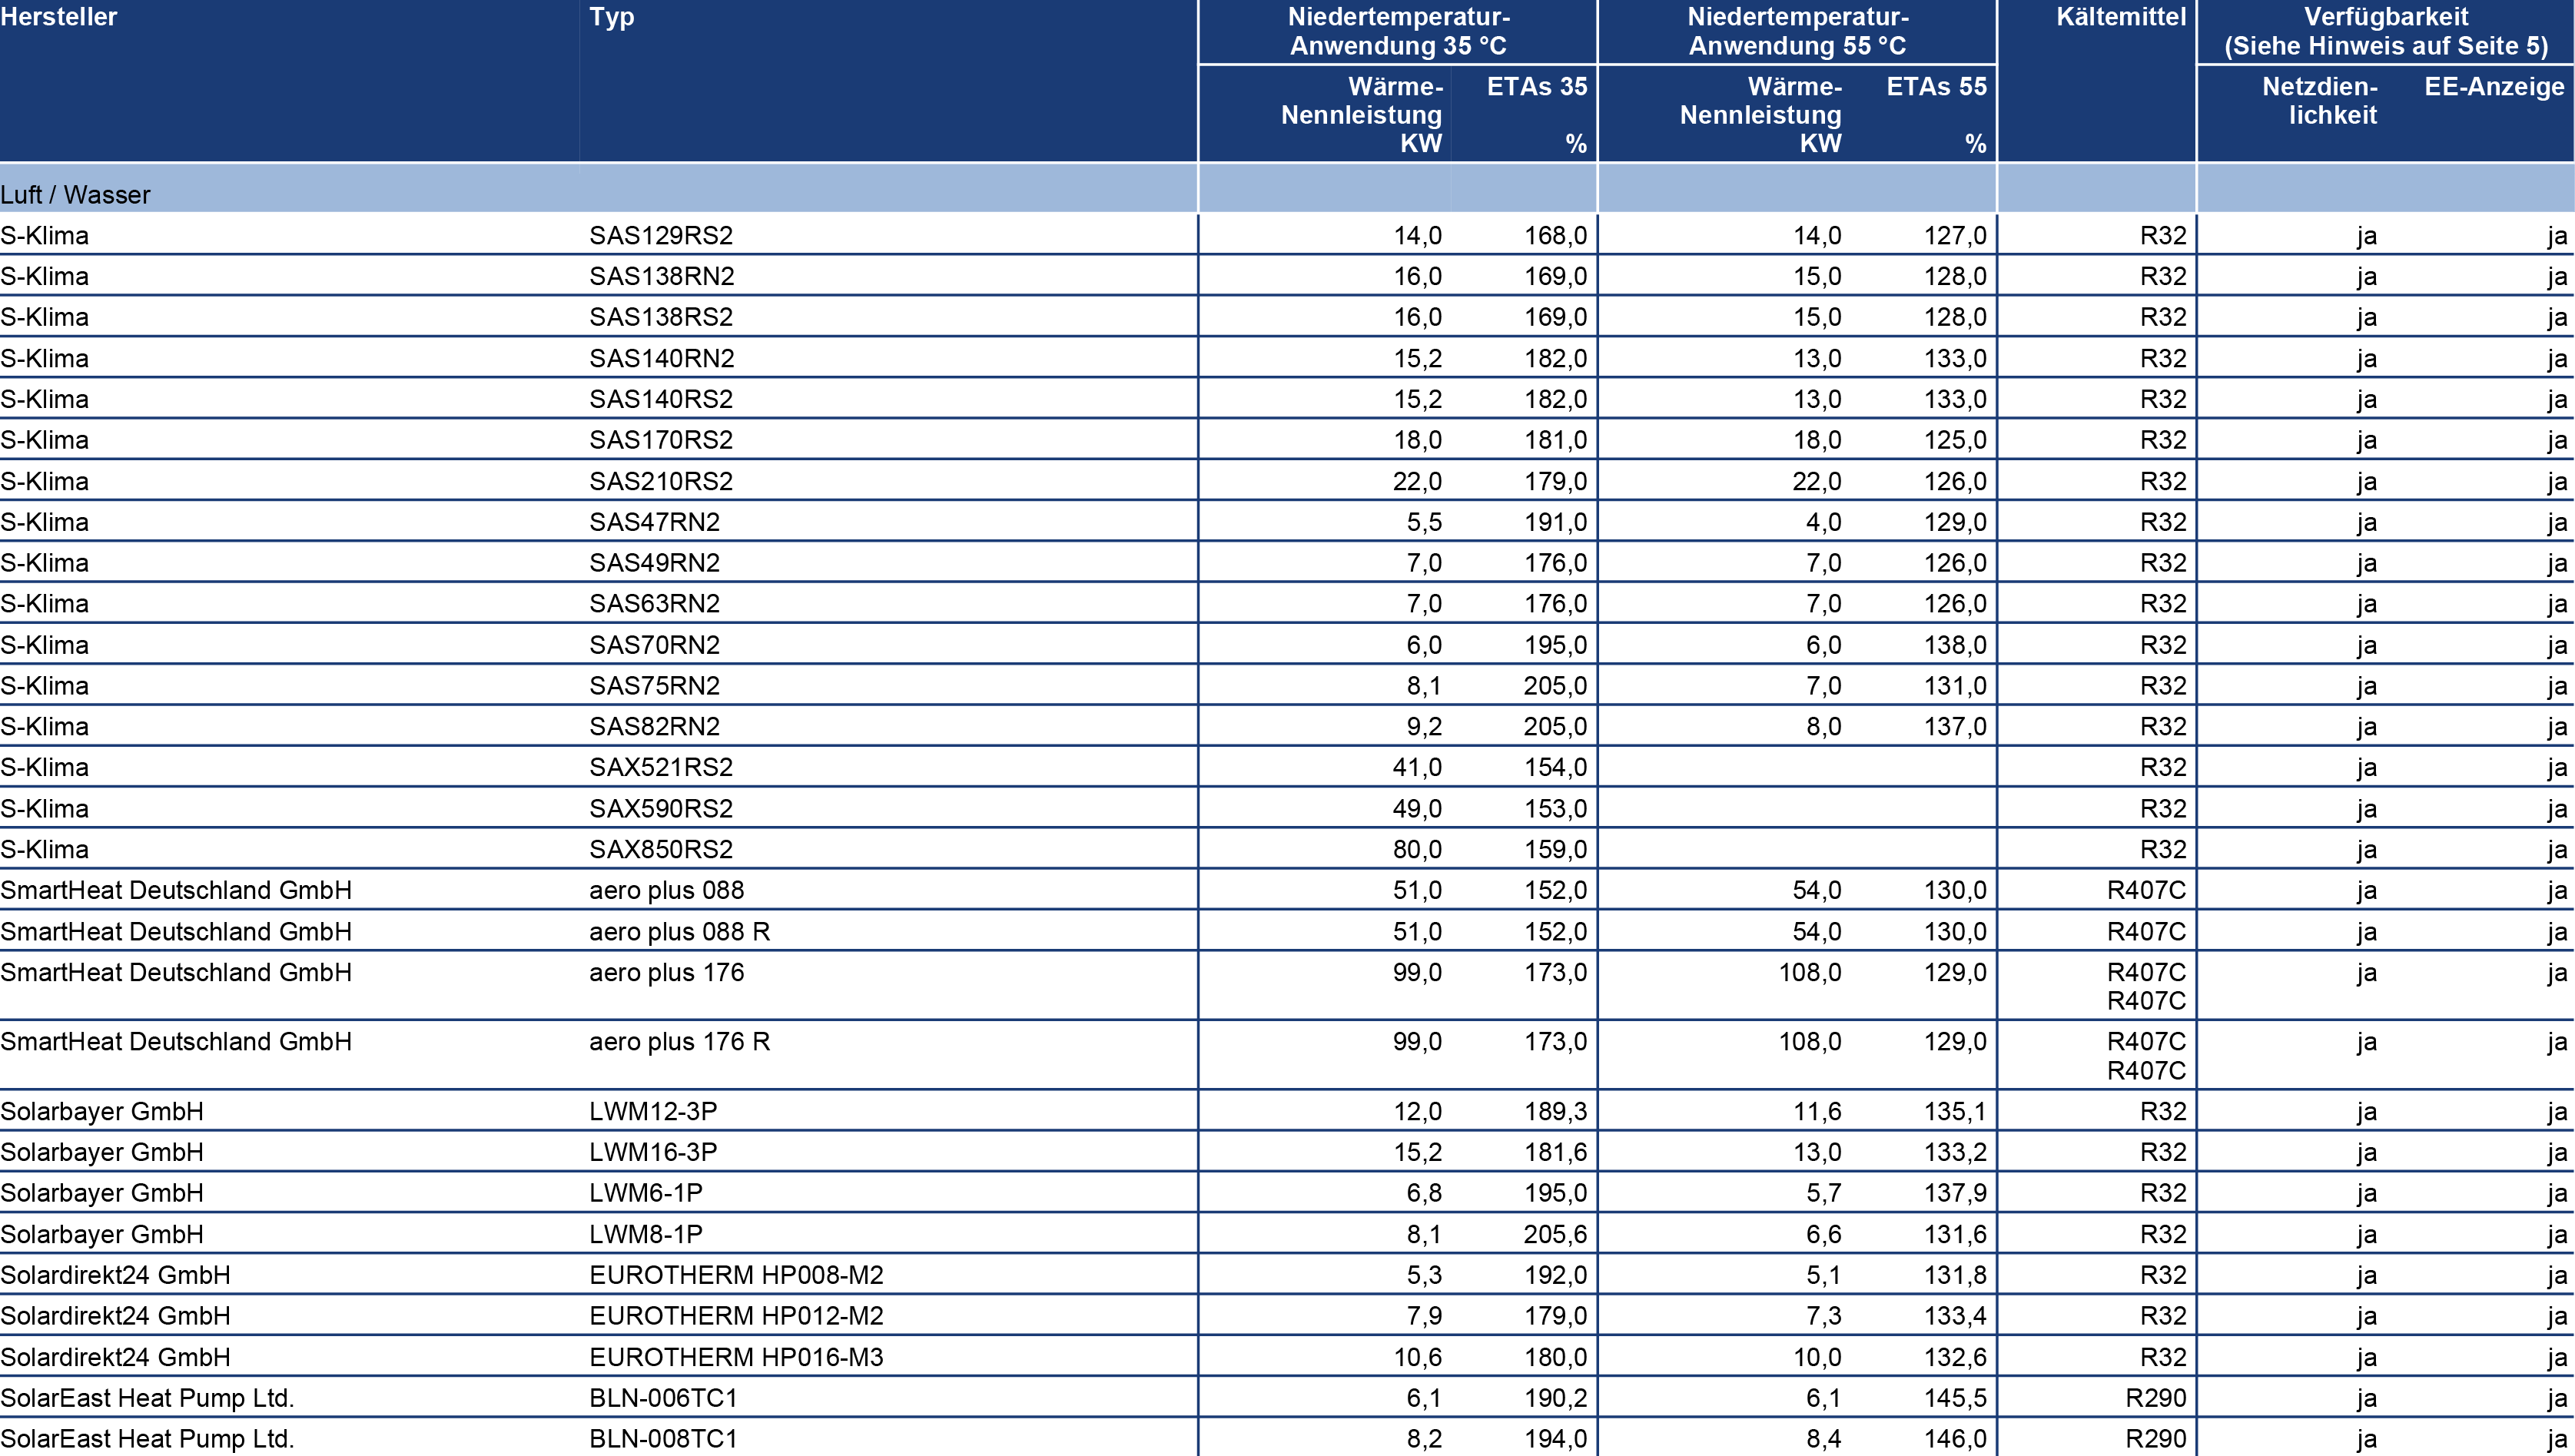 Hersteller Typ Niedertemperatur- Niedertemperatur- Kältemittel Verfügbarkeit
Anwendung 35 °C Anwendung 55 °C (Siehe Hinweis auf Seite 5)
Wärme- ETAs 35 Wärme- ETAs 55 Netzdien- EE-Anzeige
Nennleistung Nennleistung lichkeit
KW % KW %
Luft / Wasser
S-Klima SAS129RS2 14,0 168,0 14,0 127,0 R32 ja ja
S-Klima SAS138RN2 16,0 169,0 15,0 128,0 R32 ja ja
S-Klima SAS138RS2 16,0 169,0 15,0 128,0 R32 ja ja
S-Klima SAS140RN2 15,2 182,0 13,0 133,0 R32 ja ja
S-Klima SAS140RS2 15,2 182,0 13,0 133,0 R32 ja ja
S-Klima SAS170RS2 18,0 181,0 18,0 125,0 R32 ja ja
S-Klima SAS210RS2 22,0 179,0 22,0 126,0 R32 ja ja
S-Klima SAS47RN2 5,5 191,0 4,0 129,0 R32 ja ja
S-Klima SAS49RN2 7,0 176,0 7,0 126,0 R32 ja ja
S-Klima SAS63RN2 7,0 176,0 7,0 126,0 R32 ja ja
S-Klima SAS70RN2 6,0 195,0 6,0 138,0 R32 ja ja
S-Klima SAS75RN2 8,1 205,0 7,0 131,0 R32 ja ja
S-Klima SAS82RN2 9,2 205,0 8,0 137,0 R32 ja ja
S-Klima SAX521RS2 41,0 154,0 R32 ja ja
S-Klima SAX590RS2 49,0 153,0 R32 ja ja
S-Klima SAX850RS2 80,0 159,0 R32 ja ja
SmartHeat Deutschland GmbH aero plus 088 51,0 152,0 54,0 130,0 R407C ja ja
SmartHeat Deutschland GmbH aero plus 088 R 51,0 152,0 54,0 130,0 R407C ja ja
SmartHeat Deutschland GmbH aero plus 176 99,0 173,0 108,0 129,0 R407C ja ja
R407C
SmartHeat Deutschland GmbH aero plus 176 R 99,0 173,0 108,0 129,0 R407C ja ja
R407C
Solarbayer GmbH LWM12-3P 12,0 189,3 11,6 135,1 R32 ja ja
Solarbayer GmbH LWM16-3P 15,2 181,6 13,0 133,2 R32 ja ja
Solarbayer GmbH LWM6-1P 6,8 195,0 5,7 137,9 R32 ja ja
Solarbayer GmbH LWM8-1P 8,1 205,6 6,6 131,6 R32 ja ja
Solardirekt24 GmbH EUROTHERM HP008-M2 5,3 192,0 5,1 131,8 R32 ja ja
Solardirekt24 GmbH EUROTHERM HP012-M2 7,9 179,0 7,3 133,4 R32 ja ja
Solardirekt24 GmbH EUROTHERM HP016-M3 10,6 180,0 10,0 132,6 R32 ja ja
SolarEast Heat Pump Ltd. BLN-006TC1 6,1 190,2 6,1 145,5 R290 ja ja
SolarEast Heat Pump Ltd. BLN-008TC1 8,2 194,0 8,4 146,0 R290 ja ja